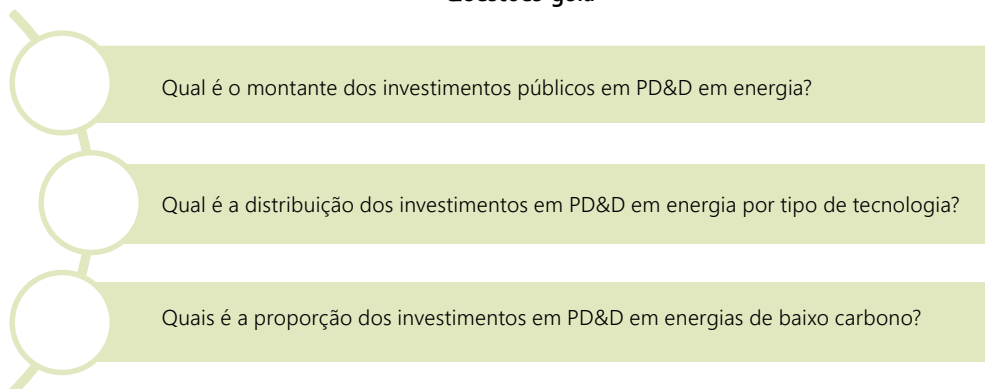 Qual é o montante dos investimentos públicos em PD&D em energia?
Qual é a distribuição dos investimentos em PD&D em energia por tipo de tecnologia?
Quais é a proporção dos investimentos em PD&D em energias de baixo carbono?